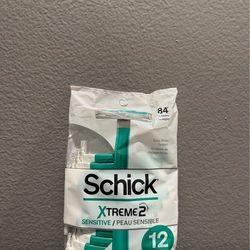 84
Schick
XTREME2
SENSITIVE / PEAU SENSIBLE
12